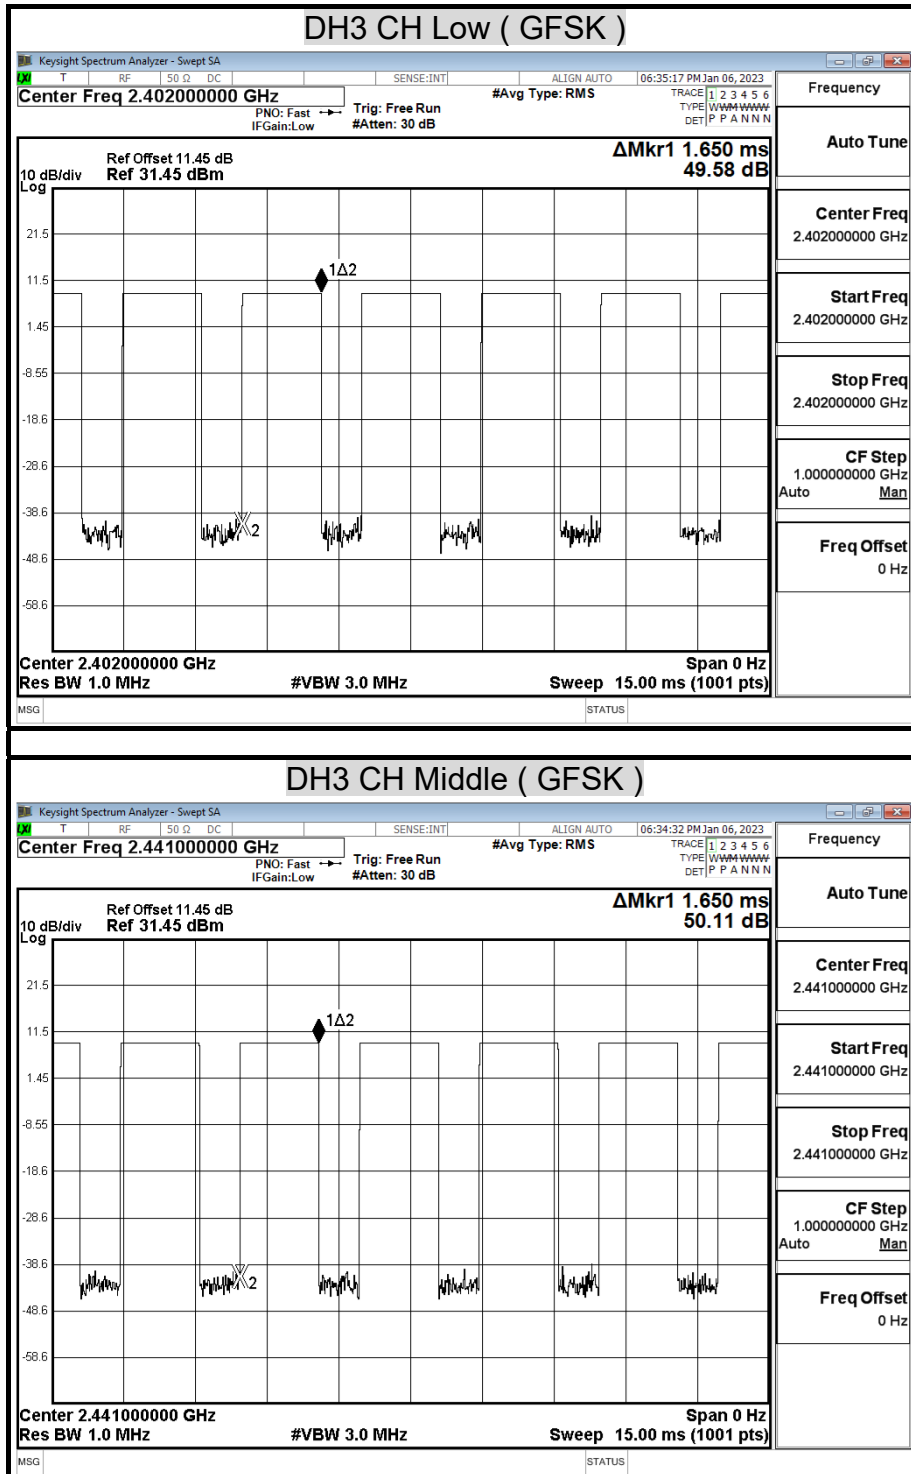 DH3 CH Low ( GFSK )
Keysight Spectrum Analyzer - Swept SA
LXI T RF 50 Ω DC SENSE:INT ALIGN AUTO 06:35:17 PM Jan 06, 2023
Center Freq 2.402000000 GHz
#Avg Type: RMS
TRACE 1 2 3 4 5 6
TYPE WWMWWWW
DET P P A N N N
PNO: Fast
IFGain:Low
Trig: Free Run
#Atten: 30 dB
Frequency
Auto Tune
ΔMkr1 1.650 ms
49.58 dB
Ref Offset 11.45 dB
10 dB/div Ref 31.45 dBm
Log
21.5
11.5
1.45
-8.55
-18.6
-28.6
-38.6
-48.6
-58.6
1Δ2
2
Center Freq
2.402000000 GHz
Start Freq
2.402000000 GHz
Stop Freq
2.402000000 GHz
CF Step
1.000000000 GHz
Auto Man
Freq Offset
0 Hz
Center 2.402000000 GHz Span 0 Hz
Res BW 1.0 MHz #VBW 3.0 MHz Sweep 15.00 ms (1001 pts)
MSG STATUS
DH3 CH Middle ( GFSK )
Keysight Spectrum Analyzer - Swept SA
LXI T RF 50 Ω DC SENSE:INT ALIGN AUTO 06:34:32 PM Jan 06, 2023
Center Freq 2.441000000 GHz
#Avg Type: RMS
TRACE 1 2 3 4 5 6
TYPE WWMWWWW
DET P P A N N N
PNO: Fast
IFGain:Low
Trig: Free Run
#Atten: 30 dB
Frequency
Auto Tune
ΔMkr1 1.650 ms
50.11 dB
Ref Offset 11.45 dB
10 dB/div Ref 31.45 dBm
Log
21.5
11.5
1.45
-8.55
-18.6
-28.6
-38.6
-48.6
-58.6
1Δ2
2
Center Freq
2.441000000 GHz
Start Freq
2.441000000 GHz
Stop Freq
2.441000000 GHz
CF Step
1.000000000 GHz
Auto Man
Freq Offset
0 Hz
Center 2.441000000 GHz Span 0 Hz
Res BW 1.0 MHz #VBW 3.0 MHz Sweep 15.00 ms (1001 pts)
MSG STATUS